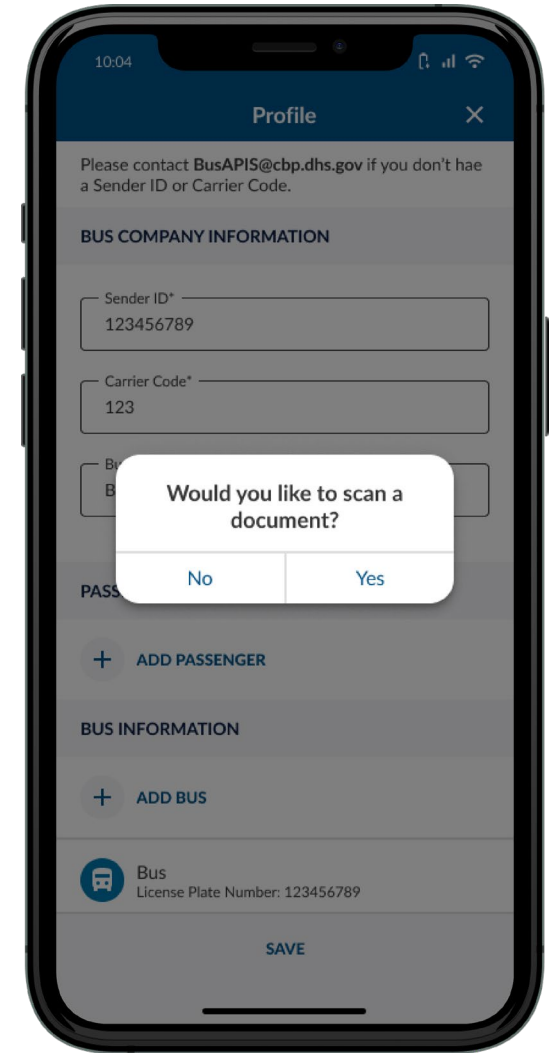 10:04
Profile
Please contact BusAPIS@cbp.dhs.gov if you don't hae
a Sender ID or Carrier Code.
BUS COMPANY INFORMATION
Sender ID*
123456789
Carrier Code*
123
Would you like to scan a
document?
No
Yes
ADD PASSENGER
BUS INFORMATION
ADD BUS
Bus
License Plate Number: 123456789
SAVE